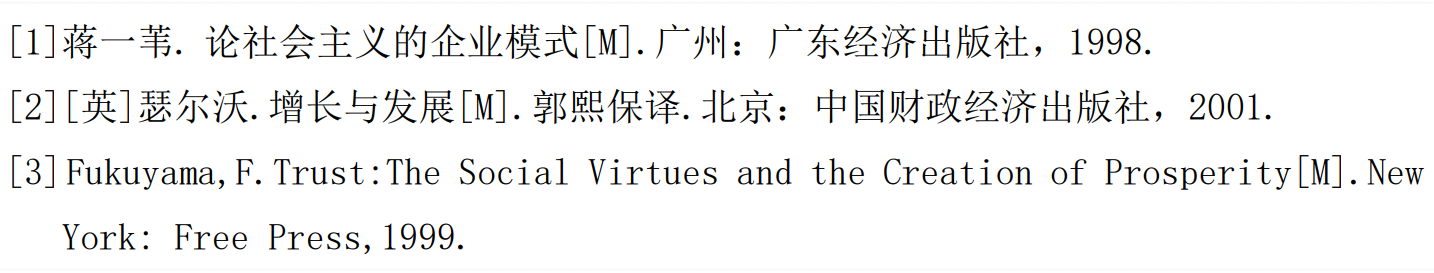 [1]蒋一苇. 论社会主义的企业模式[M].广州：广东经济出版社，1998.
[2][英]瑟尔沃.增长与发展[M].郭熙保译.北京：中国财政经济出版社，2001.
[3]Fukuyama,F.Trust:The Social Virtues and the Creation of Prosperity[M].New
York: Free Press,1999.